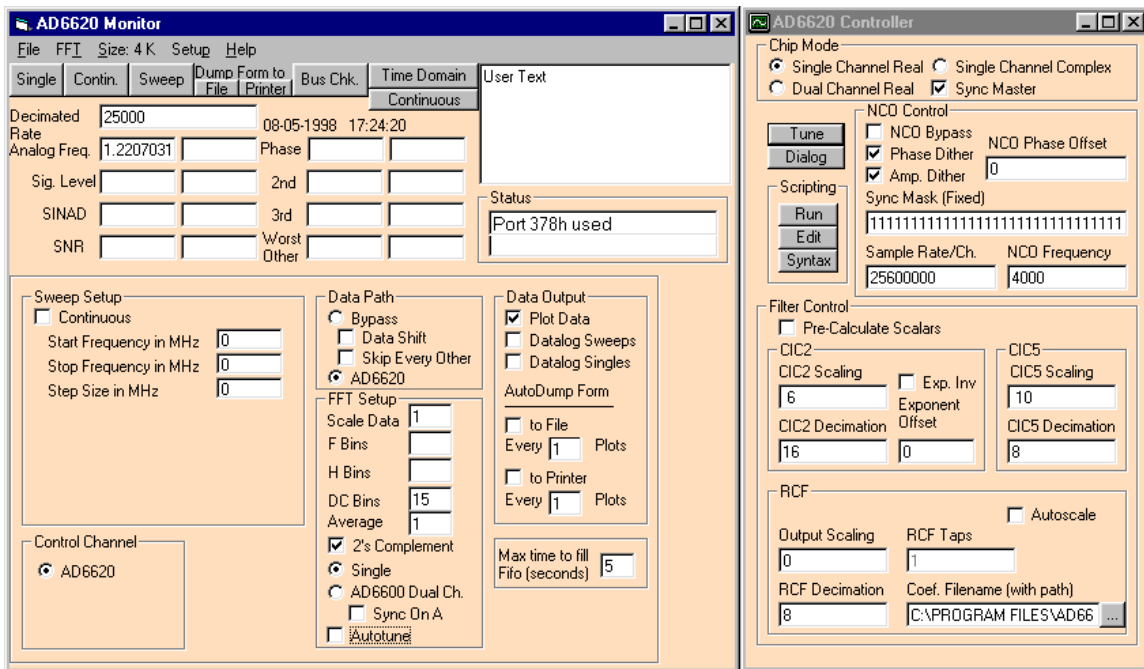 AD6620 Monitor
File FFT Size: 4 K Setup Help
Single Contin. Sweep Dump Form to File Printer Bus Chk. Time Domain Continuous
User Text
Decimated Rate 25000
08-05-1998 17:24:20
Analog Freq. 1.2207031 Phase
Sig. Level 2nd
SINAD 3rd
SNR Worst Other
Status
Port 378h used
Sweep Setup
Continuous
Start Frequency in MHz 0
Stop Frequency in MHz 0
Step Size in MHz 0
Control Channel
AD6620
Data Path
Bypass
Data Shift
Skip Every Other
AD6620
FFT Setup
Scale Data 1
F Bins
H Bins
DC Bins 15
Average 1
2's Complement
Single
AD6600 Dual Ch.
Sync On A
Autotune
Data Output
Plot Data
Datalog Sweeps
Datalog Singles
AutoDump Form
to File
Every 1 Plots
to Printer
Every 1 Plots
Max time to fill
Fifo (seconds) 5
AD6620 Controller
Chip Mode
Single Channel Real Single Channel Complex
Dual Channel Real Sync Master
Tune
Dialog
Scripting
Run
Edit
Syntax
NCO Control
NCO Bypass
Phase Dither
Amp. Dither
NCO Phase Offset
0
Sync Mask (Fixed)
11111111111111111111111111111111
Sample Rate/Ch. NCO Frequency
25600000 4000
Filter Control
Pre-Calculate Scalars
CIC2
CIC2 Scaling
6
Exp. Inv
Exponent
Offset
CIC2 Decimation
16 0
CIC5
CIC5 Scaling
10
CIC5 Decimation
8
RCF
Autoscale
Output Scaling RCF Taps
0 1
RCF Decimation Coef. Filename (with path)
8 C:\PROGRAM FILES\AD66 ...